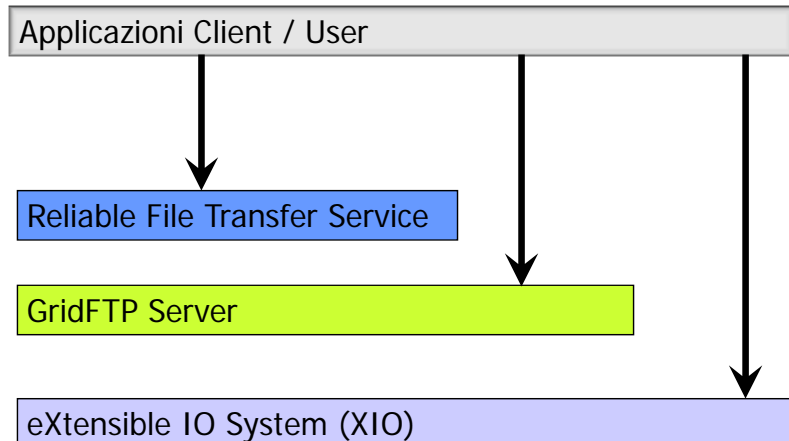 Applicazioni Client / User
Reliable File Transfer Service
GridFTP Server
eXtensible IO System (XIO)